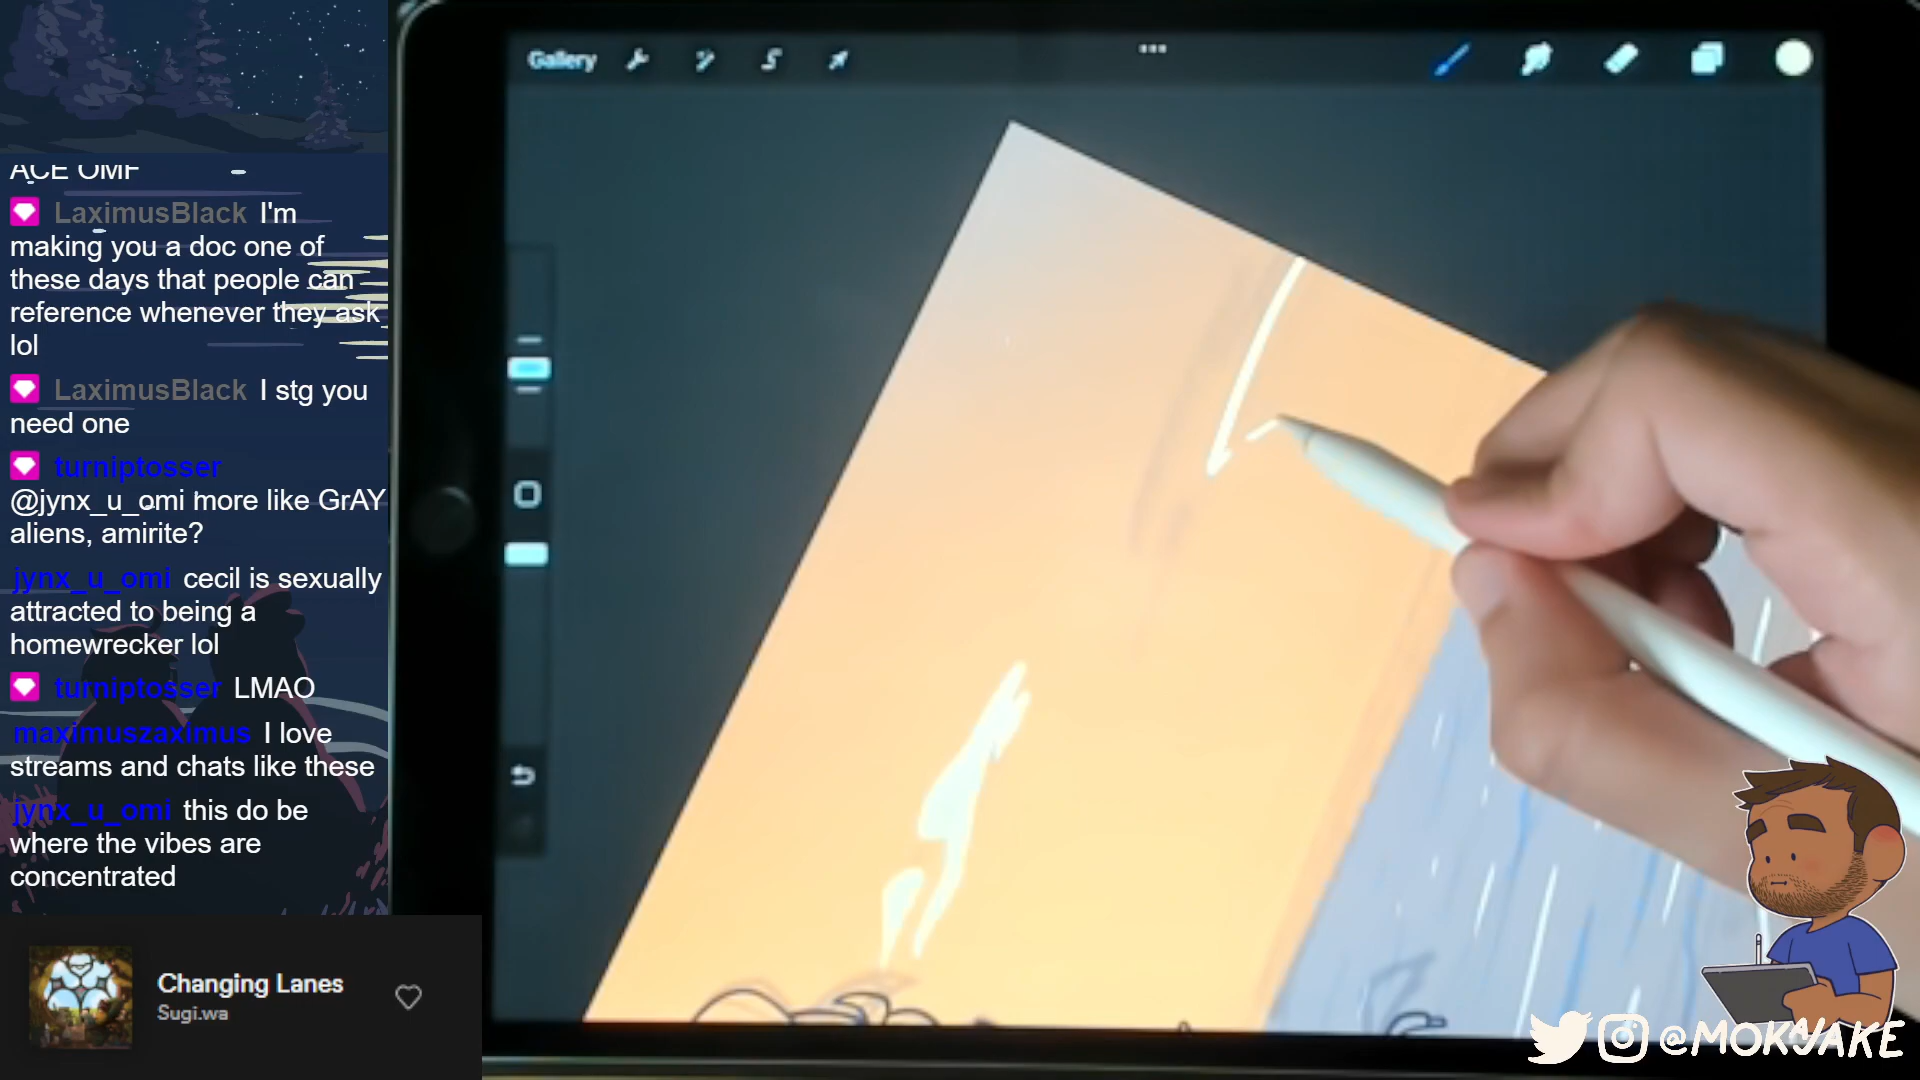 Gallery
ACE OMF
LaximusBlack I'm
making you a doc one of
these days that people can
reference whenever they ask
lol
LaximusBlack I stg you
need one
turniptosser
@jynx_u_omi more like GrAY
aliens, amirite?
jynx_u_omi cecil is sexually
attracted to being a
homewrecker lol
turniptosser LMAO
maximuszaximus I love
streams and chats like these
jynx_u_omi this do be
where the vibes are
concentrated
Changing Lanes
Sugi.wa
@MOKAJAKE